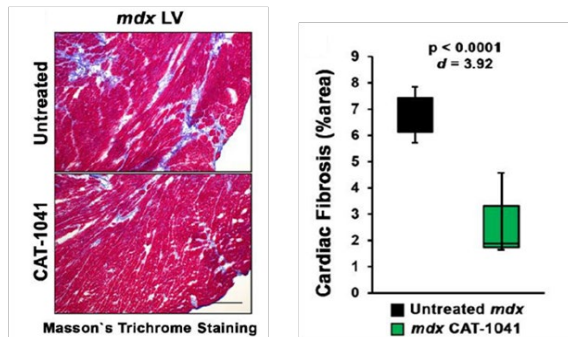 mdx LV
Untreated
CAT-1041
Masson`s Trichrome Staining
p < 0.0001
d = 3.92
Cardiac Fibrosis (%area)
9
8
7
6
5
4
3
2
1
0
Untreated mdx
mdx CAT-1041